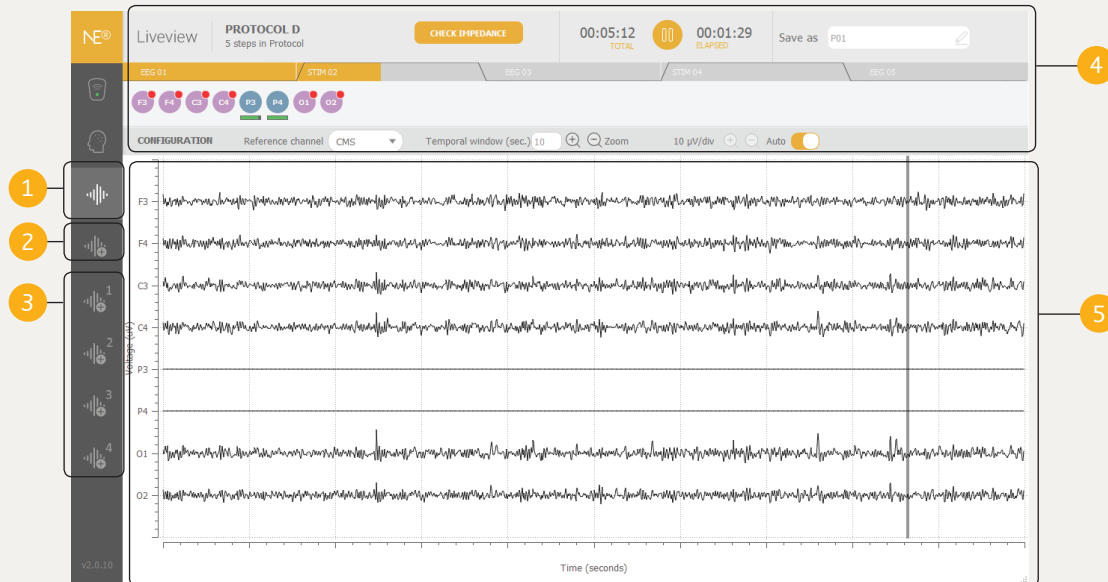 NE®
Liveview
PROTOCOL D
5 steps in Protocol
CHECK IMPEDANCE
00:05:12
TOTAL
00:01:29
ELAPSED
Save as
P01
4
EEG 01
STIM 02
EEG 03
STIM 04
EEG 05
F3 F4 C3 C4 P3 P4 O1 O2
CONFIGURATION
Reference channel
CMS
Temporal window (sec.)
10
Zoom
10 µV/div
Auto
1
2
3
1
2
3
4
5
Voltage (uV)
F3
F4
C3
C4
P3
P4
O1
O2
Time (seconds)
v2.0.10